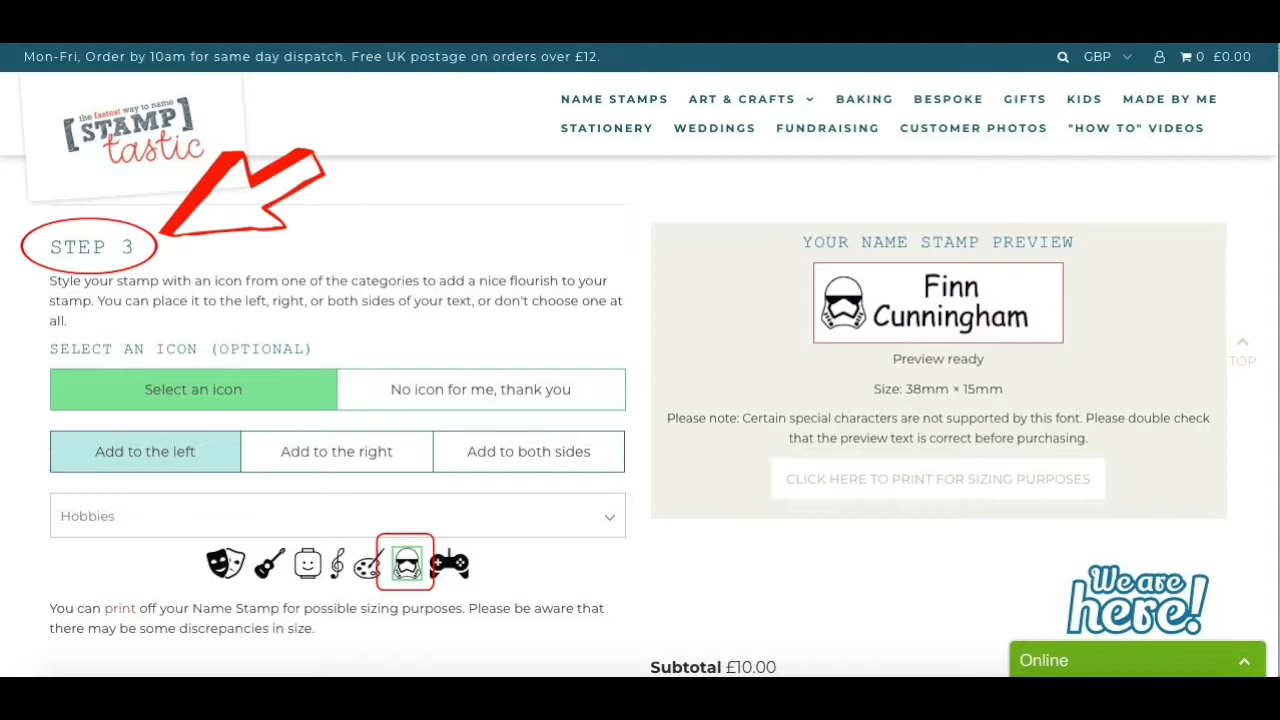 Mon-Fri, Order by 10am for same day dispatch. Free UK postage on orders over £12.
GBP
0 £0.00
the fastest way to name
[STAMP]
tastic
NAME STAMPS ART & CRAFTS BAKING BESPOKE GIFTS KIDS MADE BY ME
STATIONERY WEDDINGS FUNDRAISING CUSTOMER PHOTOS "HOW TO" VIDEOS
STEP 3
Style your stamp with an icon from one of the categories to add a nice flourish to your
stamp. You can place it to the left, right, or both sides of your text, or don't choose one at
all.
SELECT AN ICON (OPTIONAL)
Select an icon No icon for me, thank you
Add to the left Add to the right Add to both sides
Hobbies
You can print off your Name Stamp for possible sizing purposes. Please be aware that
there may be some discrepancies in size.
YOUR NAME STAMP PREVIEW
Finn
Cunningham
Preview ready
Size: 38mm × 15mm
Please note: Certain special characters are not supported by this font. Please double check
that the preview text is correct before purchasing.
CLICK HERE TO PRINT FOR SIZING PURPOSES
TOP
We are
here!
Subtotal £10.00
Online